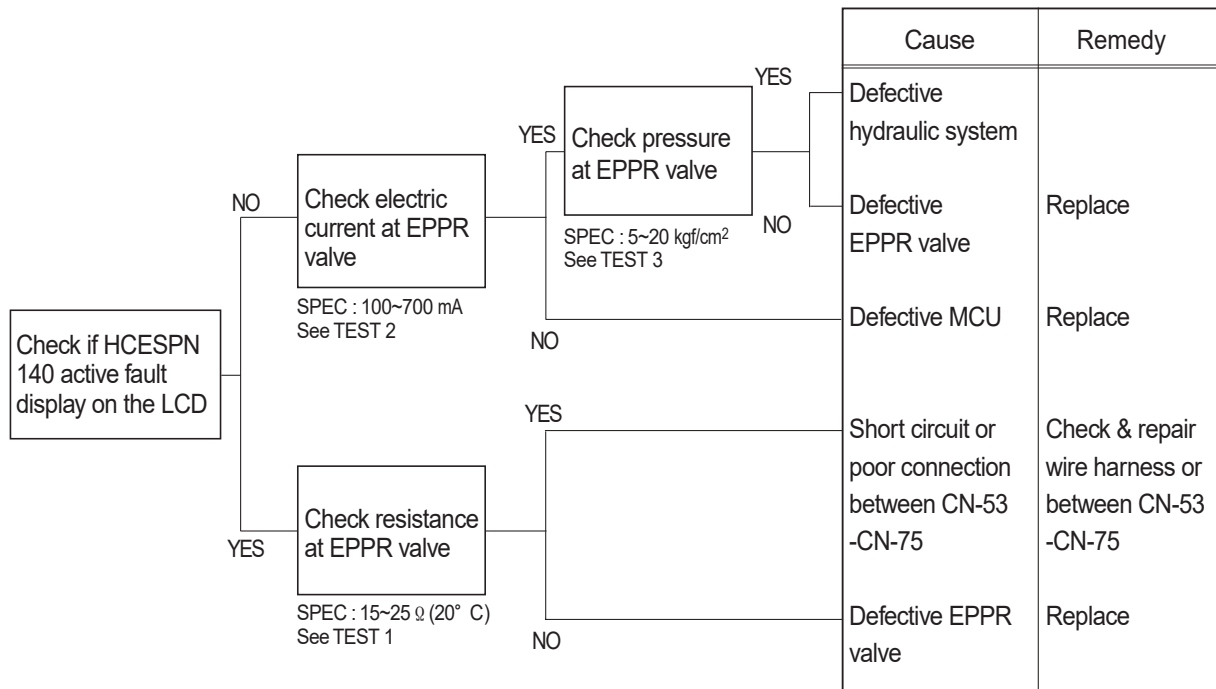 Cause
Remedy
YES
Defective
hydraulic system
YES
Check pressure
at EPPR valve
NO
Check electric
current at EPPR
valve
NO
Defective
EPPR valve
Replace
SPEC : 5~20 kgf/cm²
See TEST 3
SPEC : 100~700 mA
See TEST 2
NO
Defective MCU
Replace
Check if HCESPN
140 active fault
display on the LCD
YES
Short circuit or
poor connection
between CN-53
-CN-75
Check & repair
wire harness or
between CN-53
-CN-75
YES
Check resistance
at EPPR valve
SPEC : 15~25 Ω (20° C)
See TEST 1
NO
Defective EPPR
valve
Replace